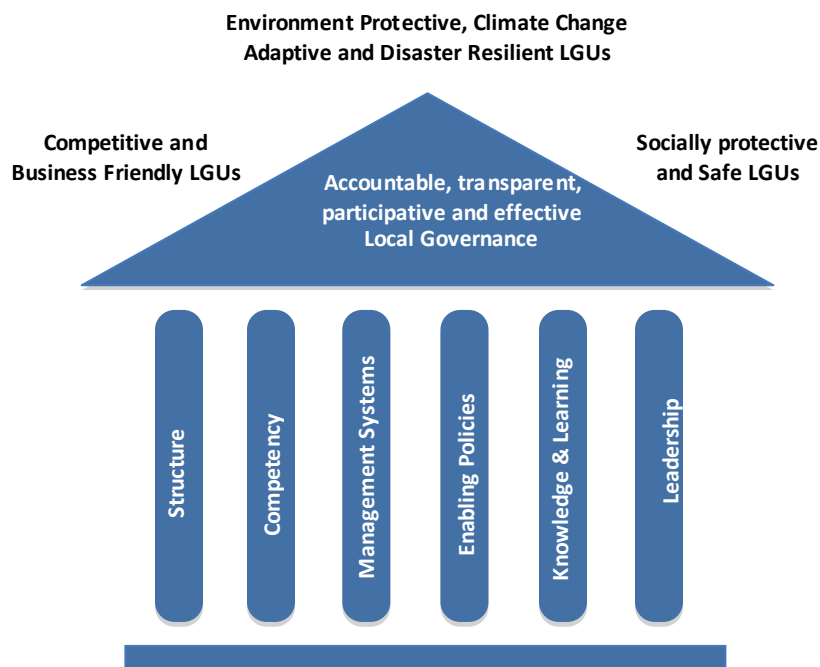 Environment Protective, Climate Change
Adaptive and Disaster Resilient LGUs
Competitive and
Business Friendly LGUs
Socially protective
and Safe LGUs
Accountable, transparent,
participative and effective
Local Governance
Structure
Competency
Management Systems
Enabling Policies
Knowledge & Learning
Leadership